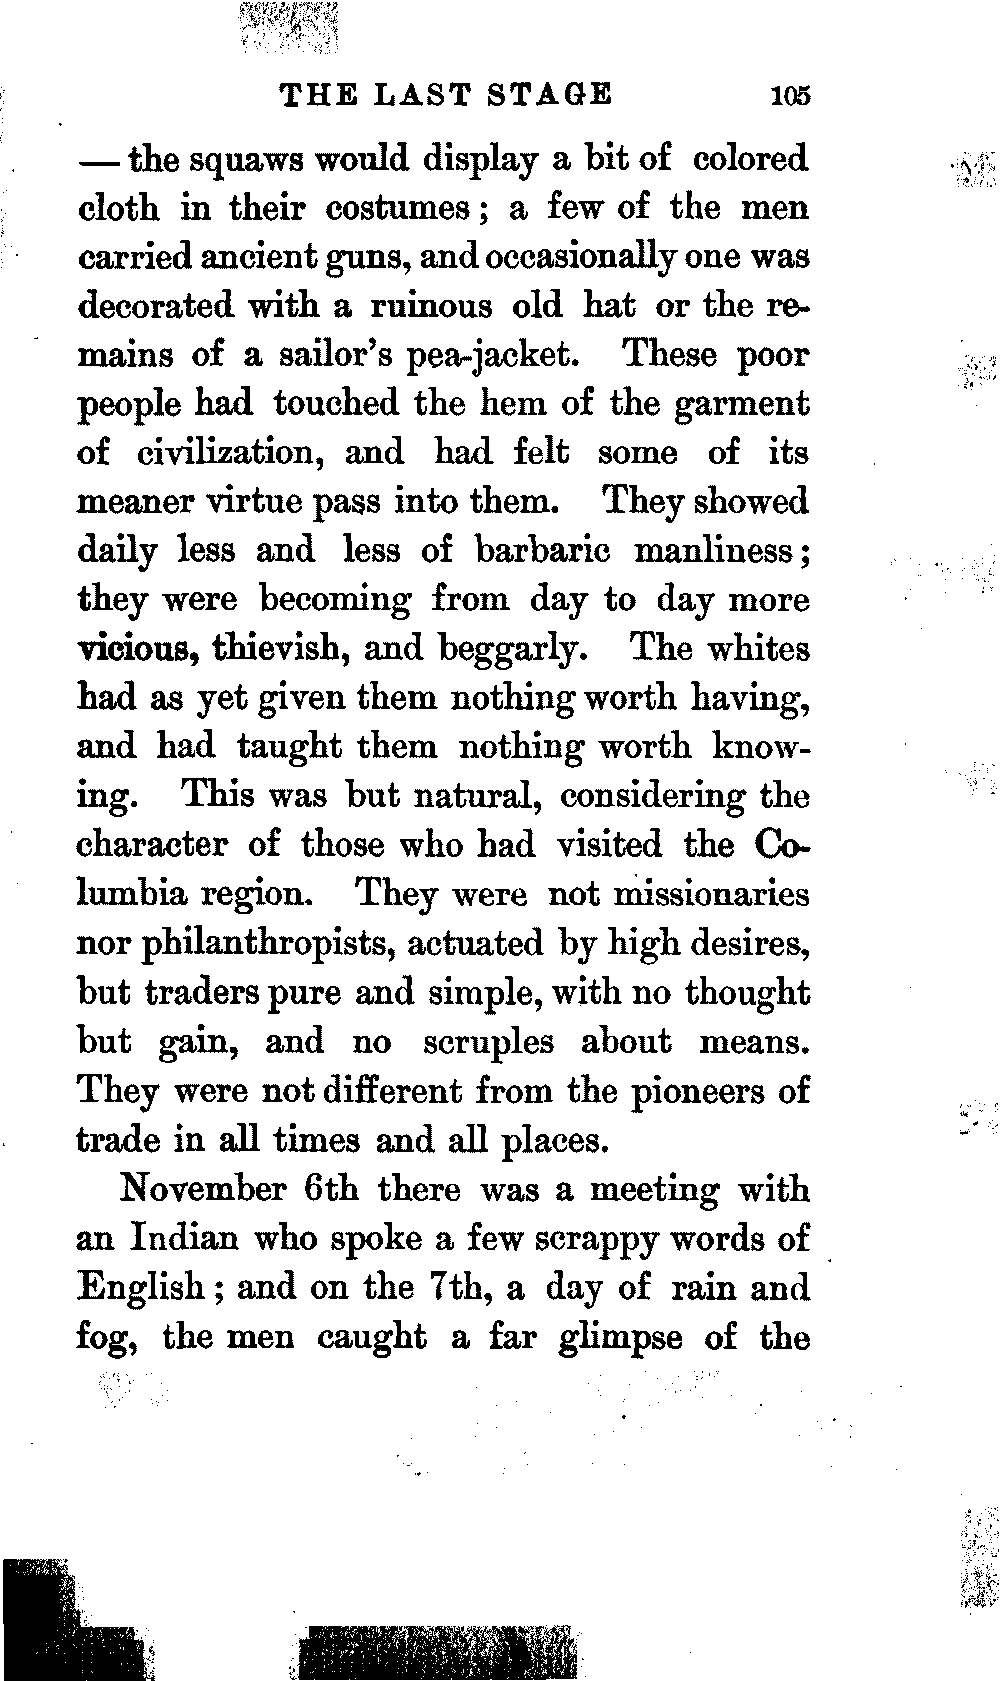 THE LAST STAGE 105
— the squaws would display a bit of colored
cloth in their costumes; a few of the men
carried ancient guns, and occasionally one was
decorated with a ruinous old hat or the re-
mains of a sailor's pea-jacket. These poor
people had touched the hem of the garment
of civilization, and had felt some of its
meaner virtue pass into them. They showed
daily less and less of barbaric manliness;
they were becoming from day to day more
vicious, thievish, and beggarly. The whites
had as yet given them nothing worth having,
and had taught them nothing worth know-
ing. This was but natural, considering the
character of those who had visited the Co-
lumbia region. They were not missionaries
nor philanthropists, actuated by high desires,
but traders pure and simple, with no thought
but gain, and no scruples about means.
They were not different from the pioneers of
trade in all times and all places.
November 6th there was a meeting with
an Indian who spoke a few scrappy words of
English; and on the 7th, a day of rain and
fog, the men caught a far glimpse of the